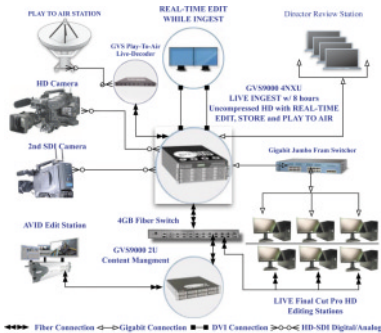 PLAY TO AIR STATION
REAL-TIME EDIT
WHILE INGEST
Director Review Station
GVS Play-To-Air
Live-Decoder
HD Camera
GVS9000 4NXU
LIVE INGEST w/ 8 hours
Uncompressed HD with REAL-TIME
EDIT, STORE and PLAY TO AIR
2nd SDI Camera
Gigabit Jumbo Fram Switcher
AVID Edit Station
4GB Fiber Switch
GVS9000 2U
Content Managment
LIVE Final Cut Pro HD
Editing Stations
Fiber Connection
Gigabit Connection
DVI Connection
HD-SDI Digital/Analog